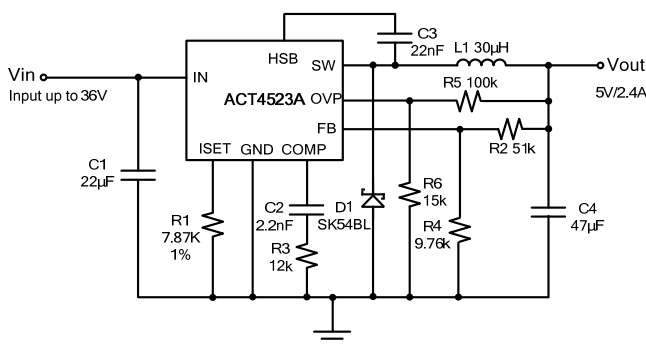 C3
22nF
L1 30µH
HSB
SW
Vin
IN
Vout
Input up to 36V
R5 100k
5V/2.4A
ACT4523A
OVP
FB
R2 51k
ISET
GND
COMP
C1
22µF
R6
15k
C2
2.2nF
D1
SK54BL
R1
7.87K
1%
R4
9.76k
C4
47µF
R3
12k